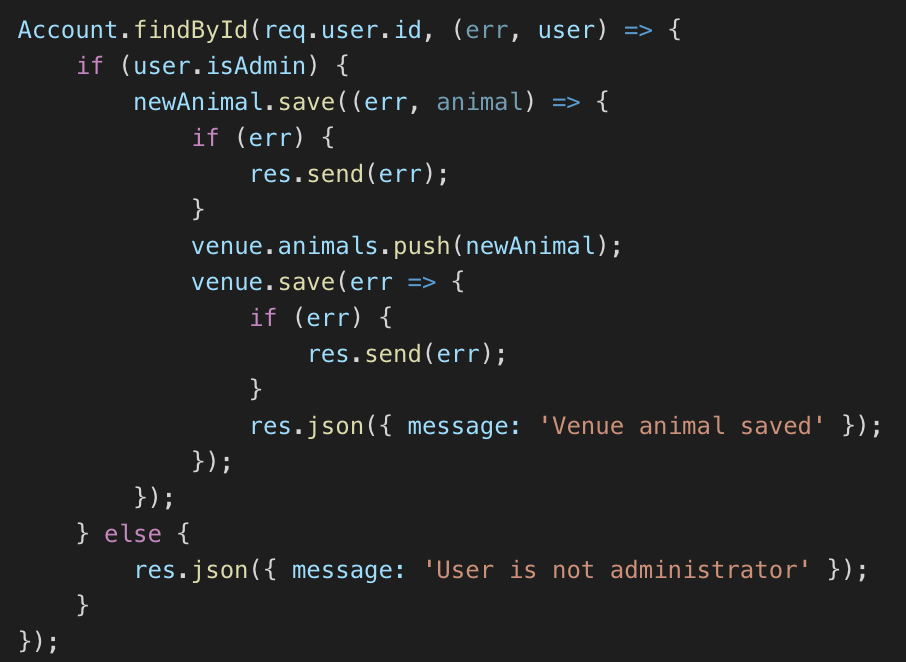 Account.findById(req.user.id, (err, user) => {
    if (user.isAdmin) {
        newAnimal.save((err, animal) => {
            if (err) {
                res.send(err);
            }
            venue.animals.push(newAnimal);
            venue.save(err => {
                if (err) {
                    res.send(err);
                }
                res.json({ message: 'Venue animal saved' });
            });
        });
    } else {
        res.json({ message: 'User is not administrator' });
    }
});